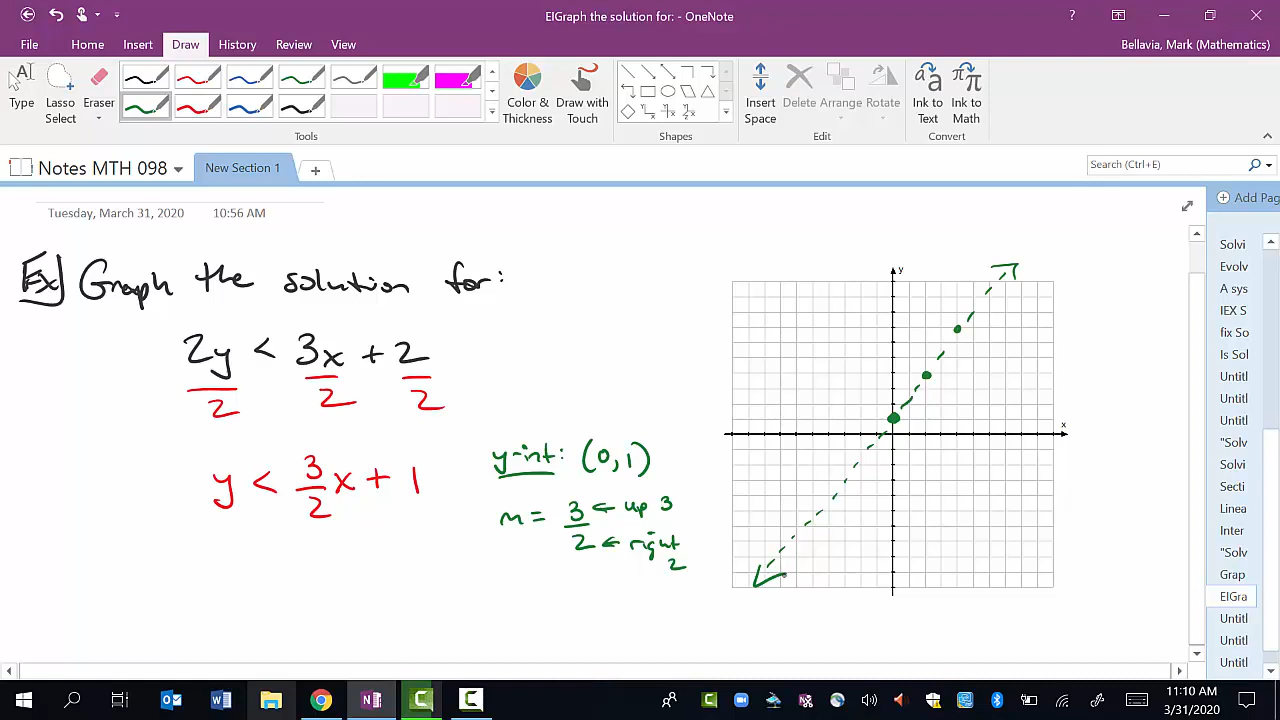 EIGraph the solution for: - OneNote
?
File Home Insert Draw History Review View
Bellavia, Mark (Mathematics)
Type
Lasso Select
Eraser
Color & Thickness
Draw with Touch
Insert Space
Delete
Arrange
Rotate
Ink to Text
Ink to Math
Tools
Shapes
Edit
Convert
Notes MTH 098
New Section 1
+
Search (Ctrl+E)
Tuesday, March 31, 2020 10:56 AM
Add Pag
Ex] Graph the solution for:
2y < 3x + 2
2 2 2
y < 3/2 x + 1
y-int: (0,1)
m = 3 ← up 3
2 ← right 2
y
x
Solvi
Evolv
A sys
IEX S
fix So
Is Sol
Untitl
Untitl
Untitl
"Solv
Solvi
Secti
Linea
Inter
"Solv
Grap
EIGra
Untitl
Untitl
Untitl
11:10 AM
3/31/2020